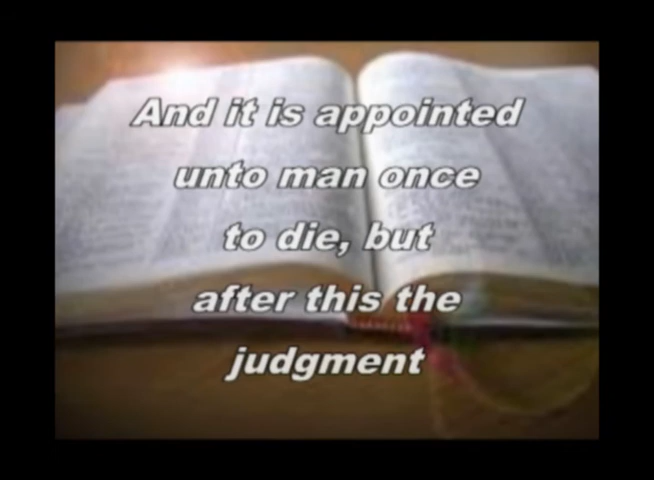 And it is appointed
unto man once
to die, but
after this the
judgment